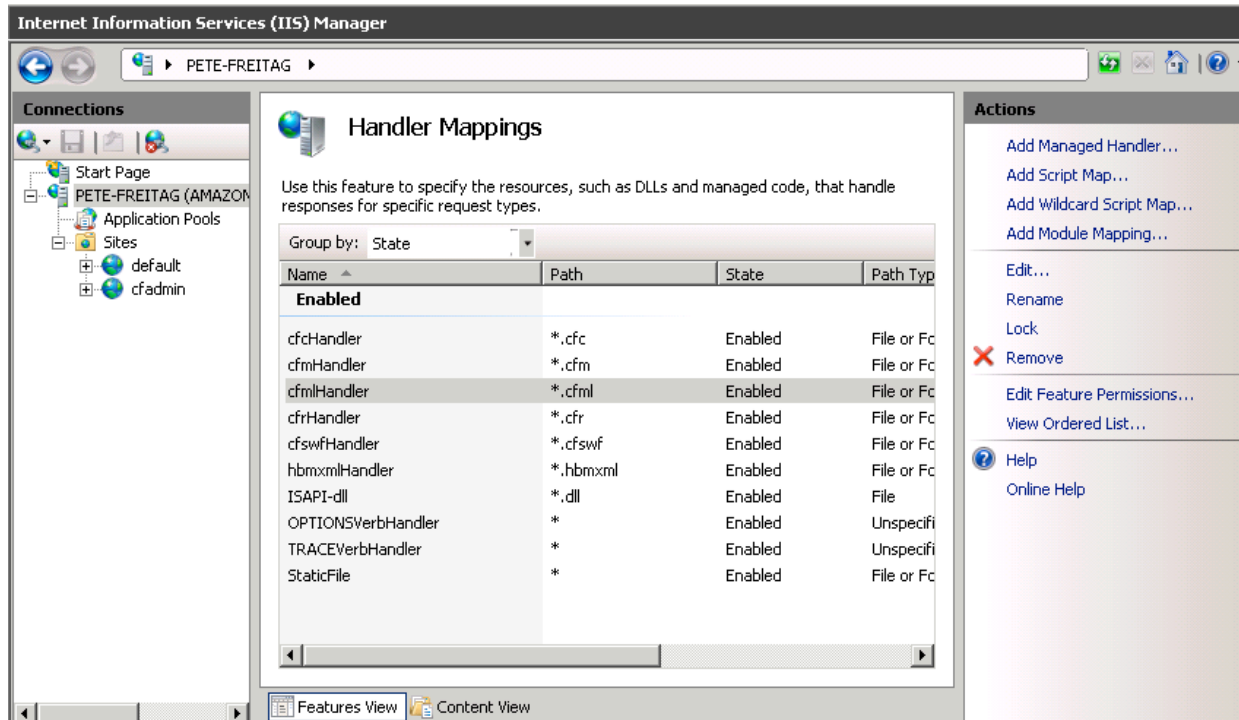 Internet Information Services (IIS) Manager
PETE-FREITAG
Connections
Start Page
PETE-FREITAG (AMAZON
Application Pools
Sites
default
cfadmin
Handler Mappings
Use this feature to specify the resources, such as DLLs and managed code, that handle
responses for specific request types.
Group by: State
Name Path State Path Typ
Enabled
cfcHandler *.cfc Enabled File or Fo
cfmHandler *.cfm Enabled File or Fo
cfmlHandler *.cfml Enabled File or Fo
cfrHandler *.cfr Enabled File or Fo
cfswfHandler *.cfswf Enabled File or Fo
hbmxmlHandler *.hbmxml Enabled File or Fo
ISAPI-dll *.dll Enabled File
OPTIONSVerbHandler * Enabled Unspecifi
TRACEVerbHandler * Enabled Unspecifi
StaticFile * Enabled File or Fo
Features View Content View
Actions
Add Managed Handler...
Add Script Map...
Add Wildcard Script Map...
Add Module Mapping...
Edit...
Rename
Lock
Remove
Edit Feature Permissions...
View Ordered List...
Help
Online Help